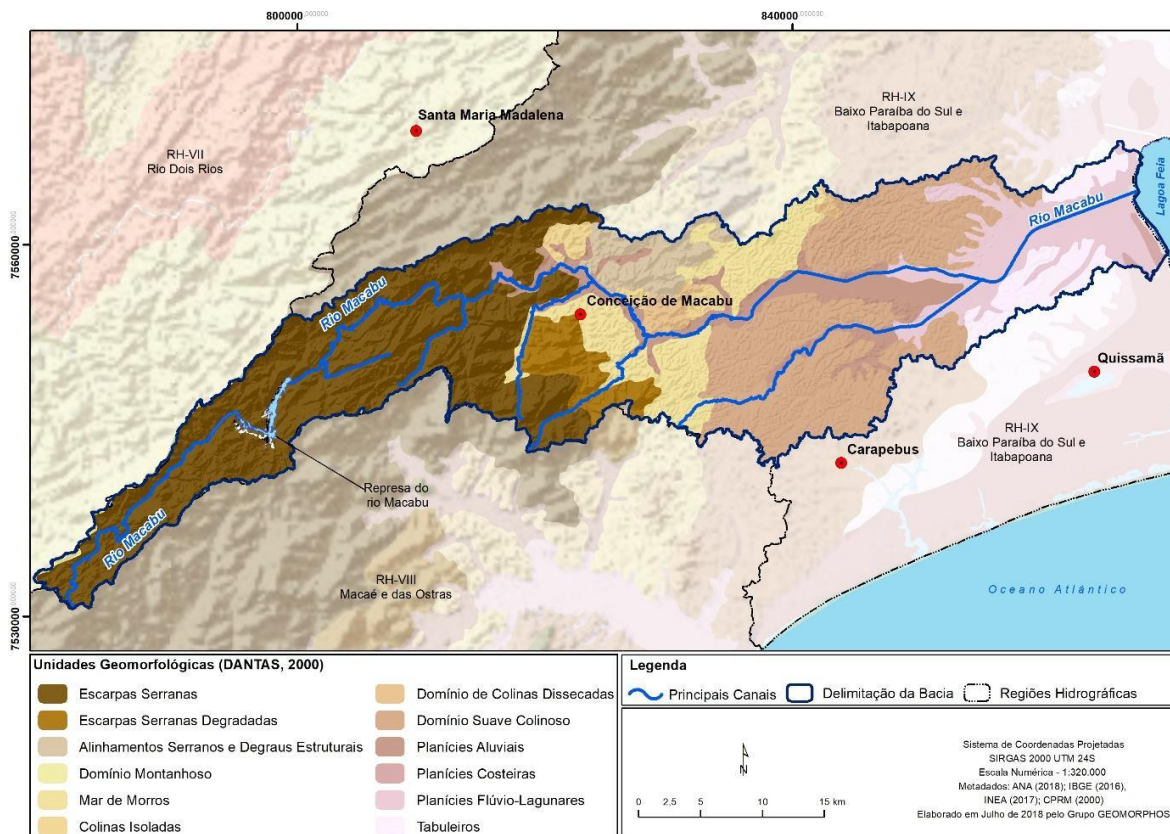 800000,000000
840000,000000
Santa Maria Madalena
RH-IX
Baixo Paraíba do Sul e
Itabapoana
RH-VII
Rio Dois Rios
Lagoa Feia
Rio Macabu
7560000,000000
Rio Macabu
Conceição de Macabu
Quissamã
RH-IX
Baixo Paraíba do Sul e
Itabapoana
Carapebus
Represa do
rio Macabu
Rio Macabu
RH-VIII
Macaé e das Ostras
Oceano Atlântico
7530000,000000
Unidades Geomorfológicas (DANTAS, 2000)
Escarpas Serranas
Escarpas Serranas Degradadas
Alinhamentos Serranos e Degraus Estruturais
Domínio Montanhoso
Mar de Morros
Colinas Isoladas
Domínio de Colinas Dissecadas
Domínio Suave Colinoso
Planícies Aluviais
Planícies Costeiras
Planícies Flúvio-Lagunares
Tabuleiros
Legenda
Principais Canais
Delimitação da Bacia
Regiões Hidrográficas
N
0 2.5 5 10 15 km
Sistema de Coordenadas Projetadas
SIRGAS 2000 UTM 24S
Escala Numérica - 1:320.000
Metadados: ANA (2018); IBGE (2016),
INEA (2017); CPRM (2000)
Elaborado em Julho de 2018 pelo Grupo GEOMORPHOS